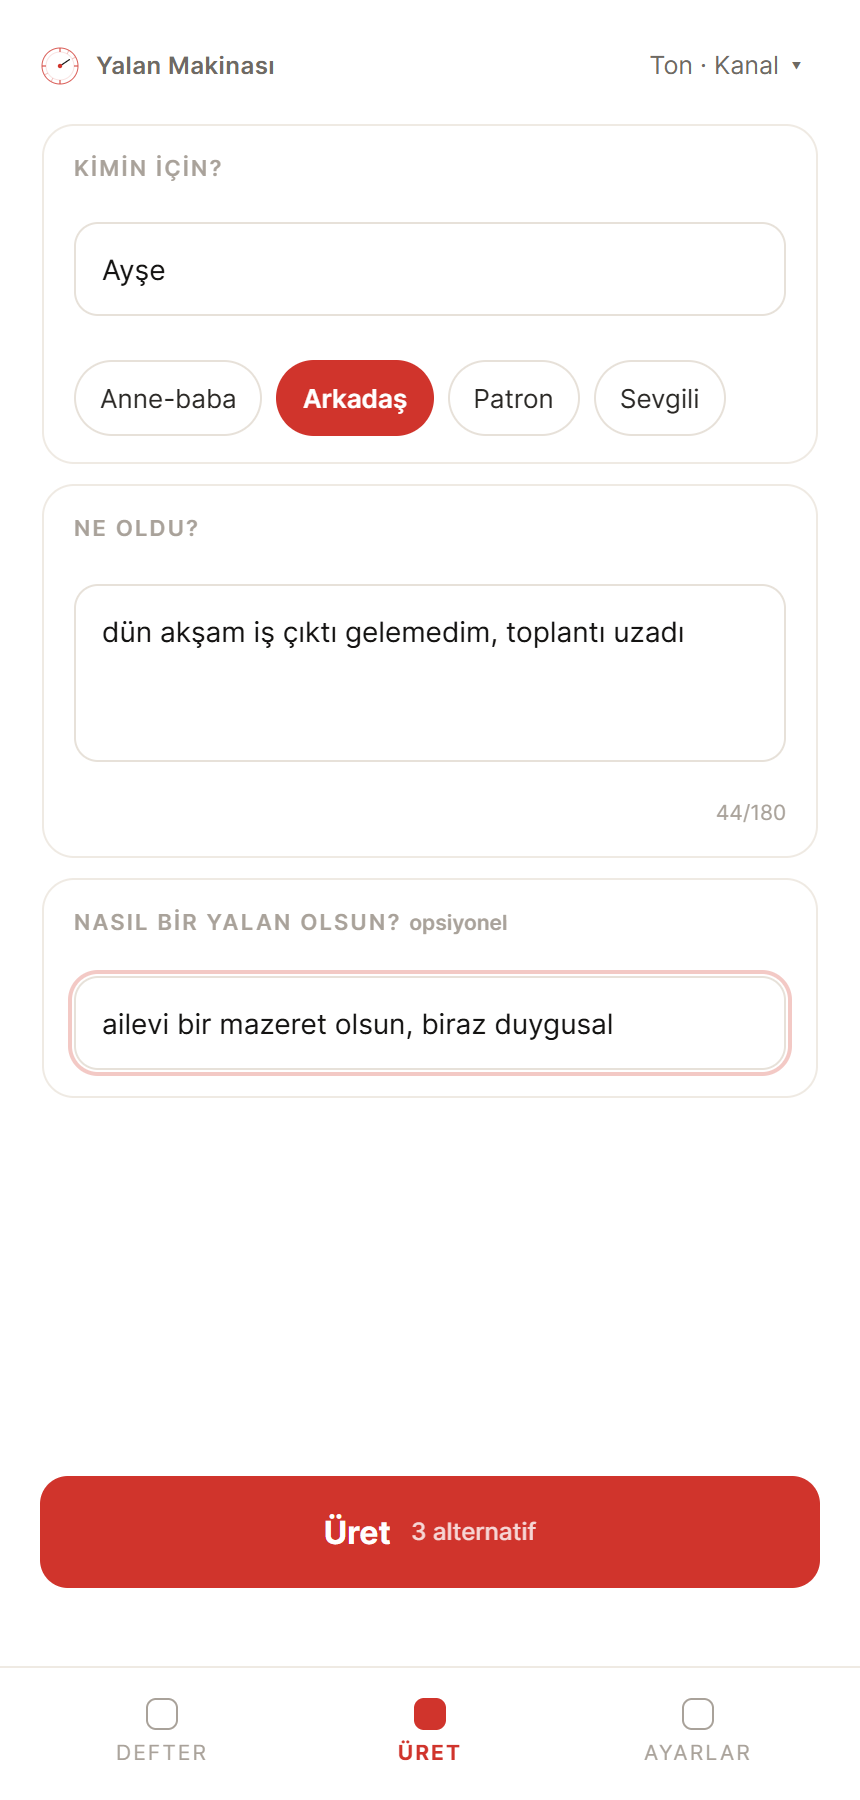 Yalan Makinası
Ton · Kanal ▾
KİMİN İÇİN?
Ayşe
Anne-baba
Arkadaş
Patron
Sevgili
NE OLDU?
dün akşam iş çıktı gelemedim, toplantı uzadı
44/180
NASIL BİR YALAN OLSUN? opsiyonel
ailevi bir mazeret olsun, biraz duygusal
Üret 3 alternatif
DEFTER
ÜRET
AYARLAR